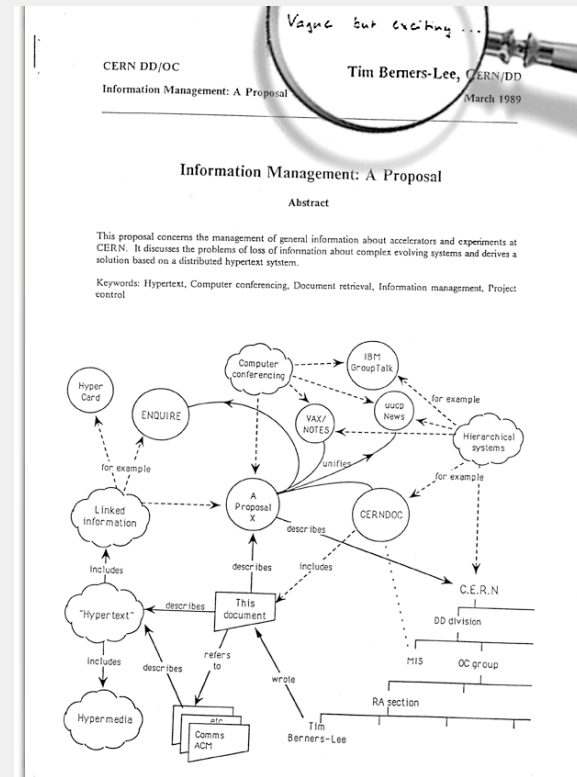 Vague but exciting ...
CERN DD/OC
Tim Berners-Lee, CERN/DD
Information Management: A Proposal
March 1989
Information Management: A Proposal
Abstract
This proposal concerns the management of general information about accelerators and experiments at
CERN. It discusses the problems of loss of information about complex evolving systems and derives a
solution based on a distributed hypertext sytstem.
Keywords: Hypertext, Computer conferencing, Document retrieval, Information management, Project
control
IBM
GroupTalk
Computer
conferencing
Hyper
Card
for example
uucp
News
ENQUIRE
VAX/
NOTES
Hierarchical
systems
unifies
for example
for example
A
Proposal
X
Linked
information
CERNDOC
describes
includes
describes
includes
C.E.R.N
"Hypertext"
describes
This
document
DD division
includes
describes
refers
to
MIS
OC group
wrote
RA section
Hypermedia
etc
Comms
ACM
Tim
Berners-Lee